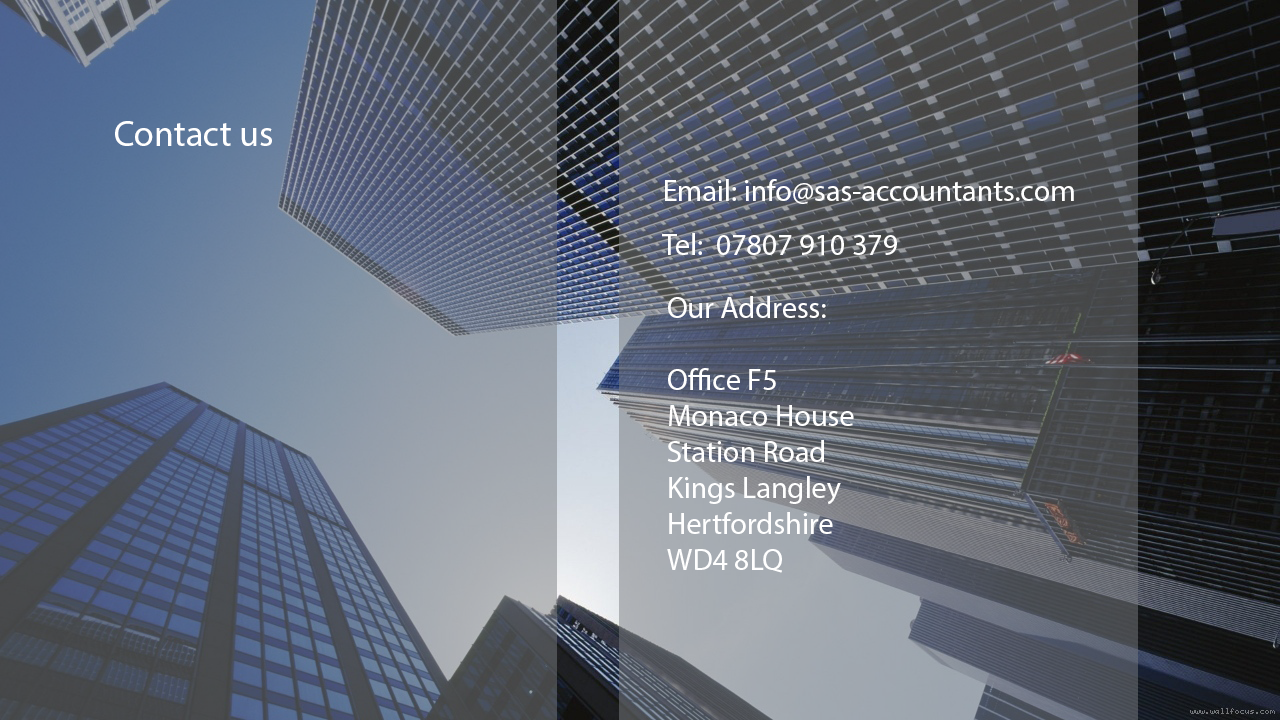 Contact us
Email: info@sas-accountants.com
Tel: 07807 910 379
Our Address:
Office F5
Monaco House
Station Road
Kings Langley
Hertfordshire
WD4 8LQ
www.wallfocus.com